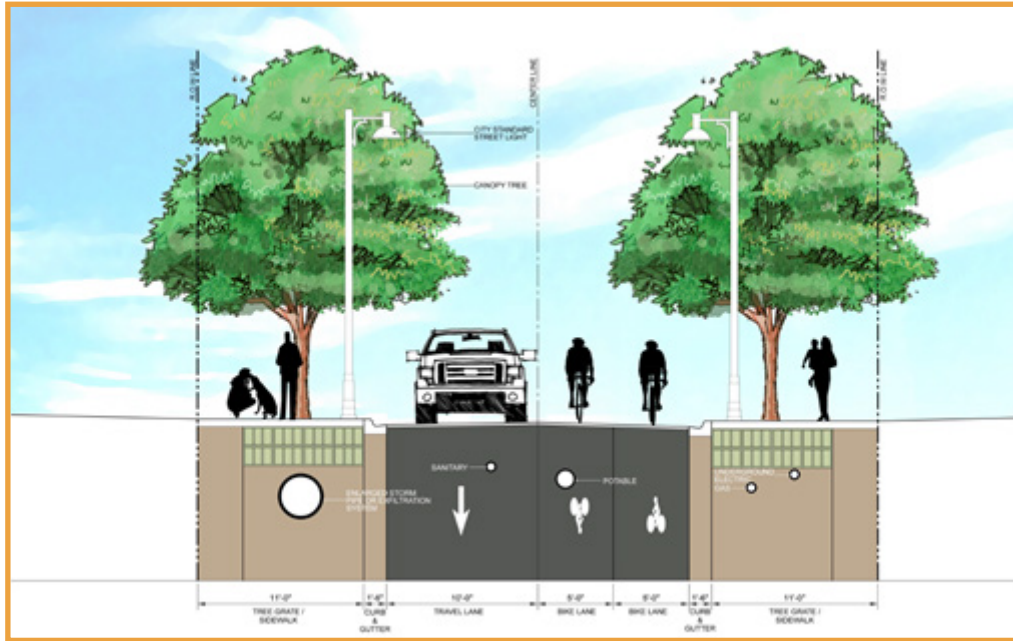 R.O.W LINE
CENTER LINE
R.O.W LINE
CITY STANDARD
STREET LIGHT
CANOPY TREE
SANITARY
POTABLE
UNDERGROUND
ELECTRIC
GAS
ENLARGED STORM
PIPE OR EXFILTRATION
SYSTEM
11'-0" 1'-6" 10'-0" 5'-0" 5'-0" 1'-6" 11'-0"
TREE GRATE /
SIDEWALK
CURB
&
GUTTER
TRAVEL LANE
BIKE LANE
BIKE LANE
CURB
&
GUTTER
TREE GRATE /
SIDEWALK